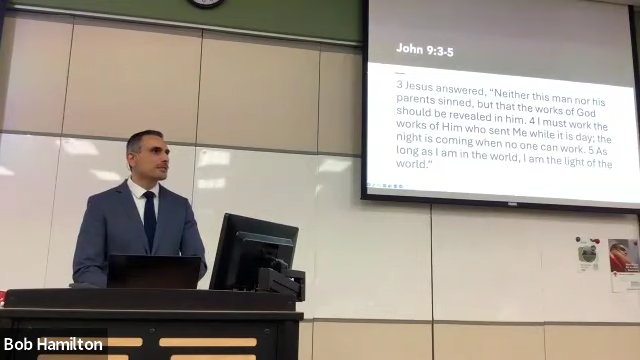 John 9:3-5
3 Jesus answered, "Neither this man nor his
parents sinned, but that the works of God
should be revealed in him. 4 I must work the
works of Him who sent Me while it is day; the
night is coming when no one can work. 5 As
long as I am in the world, I am the light of the
world."
Bob Hamilton